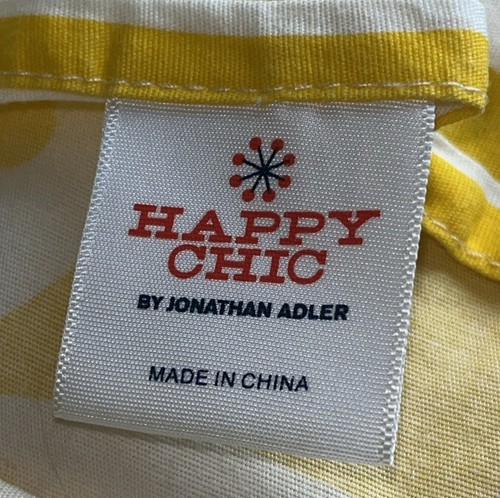 HAPPY
CHIC
BY JONATHAN ADLER
MADE IN CHINA